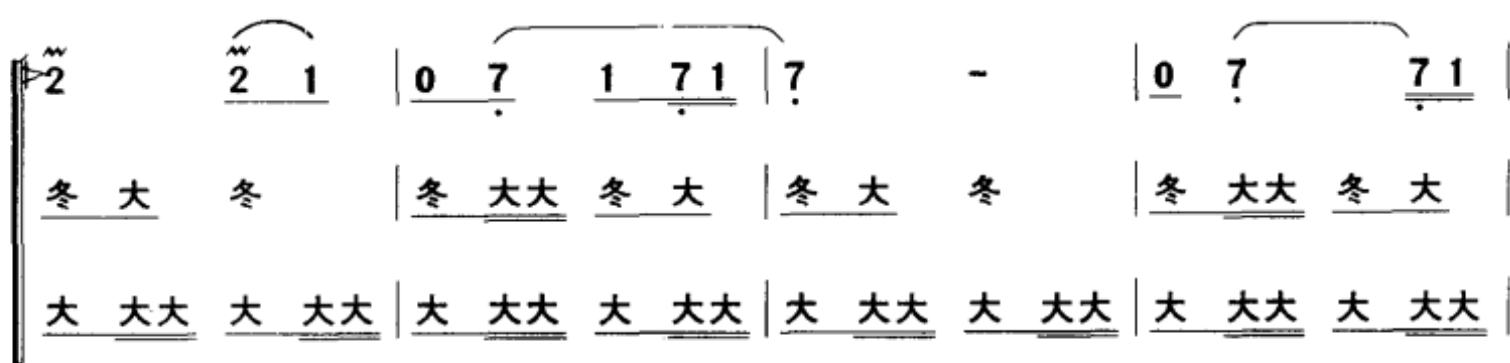 2 2 1 | 0 7 1 7 1 | 7 - | 0 7 7 1 |
冬 大 冬 | 冬 大大 冬 大 | 冬 大 冬 | 冬 大大 冬 大 |
大 大大 大 大大 | 大 大大 大 大大 | 大 大大 大 大大 | 大 大大 大 大大 |